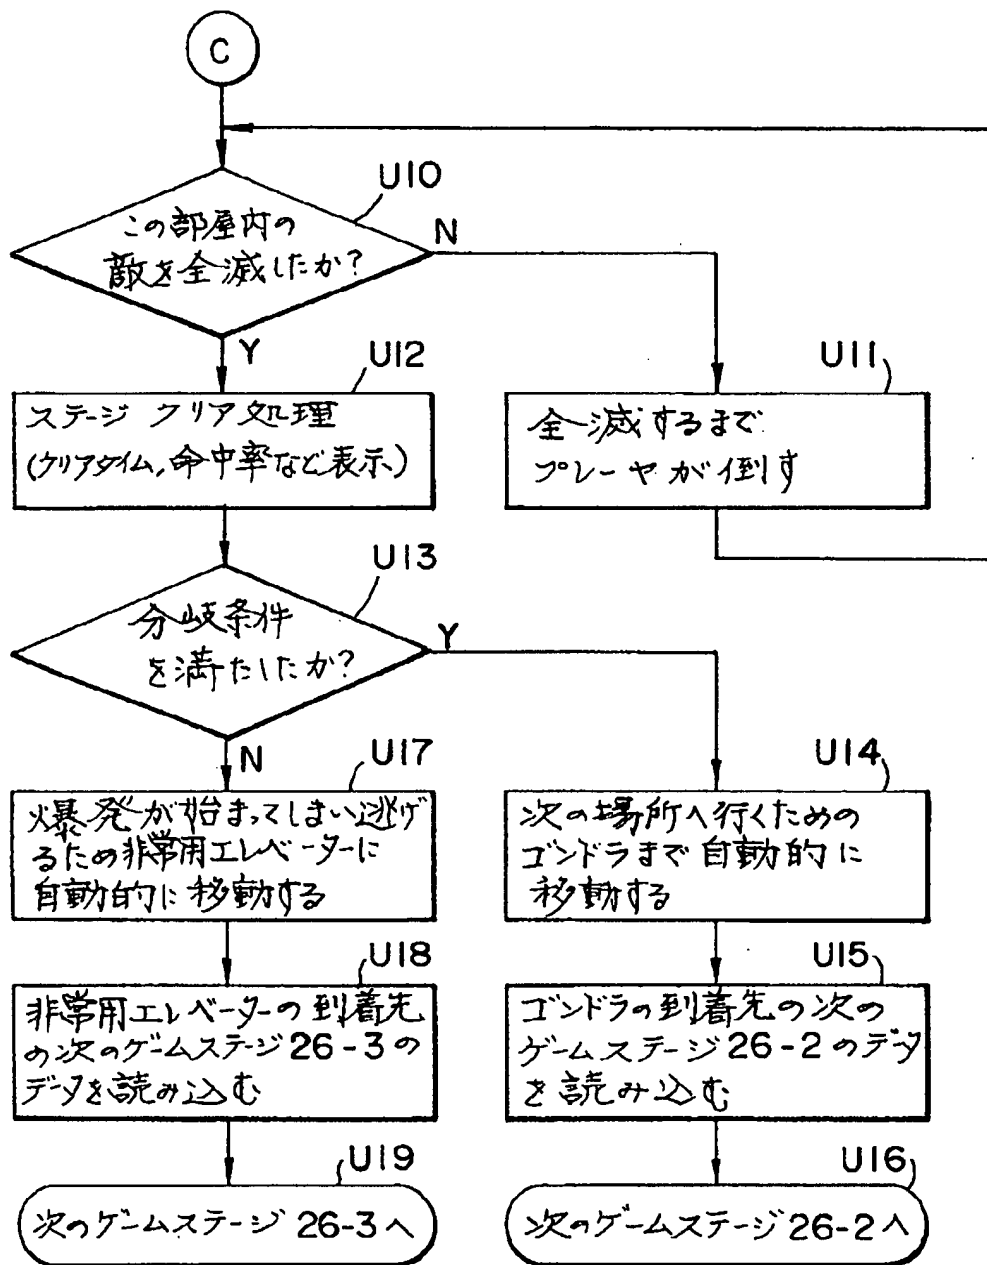 C
U10
この部屋内の
敵を全滅したか?
N
Y
U12
ステージ クリア処理
(クリアタイム,命中率など表示)
U11
全滅するまで
プレーヤが倒す
U13
分岐条件
を満たしたか?
Y
N
U17
爆発が始まってしまい逃げ
るため非常用エレベーターに
自動的に移動する
U14
次の場所へ行くための
ゴンドラまで自動的に
移動する
U18
非常用エレベーターの到着先
の次のゲームステージ26-3の
データを読み込む
U15
ゴンドラの到着先の次の
ゲームステージ26-2のデータ
を読み込む
U19
次のゲームステージ 26-3へ
U16
次のゲームステージ26-2へ